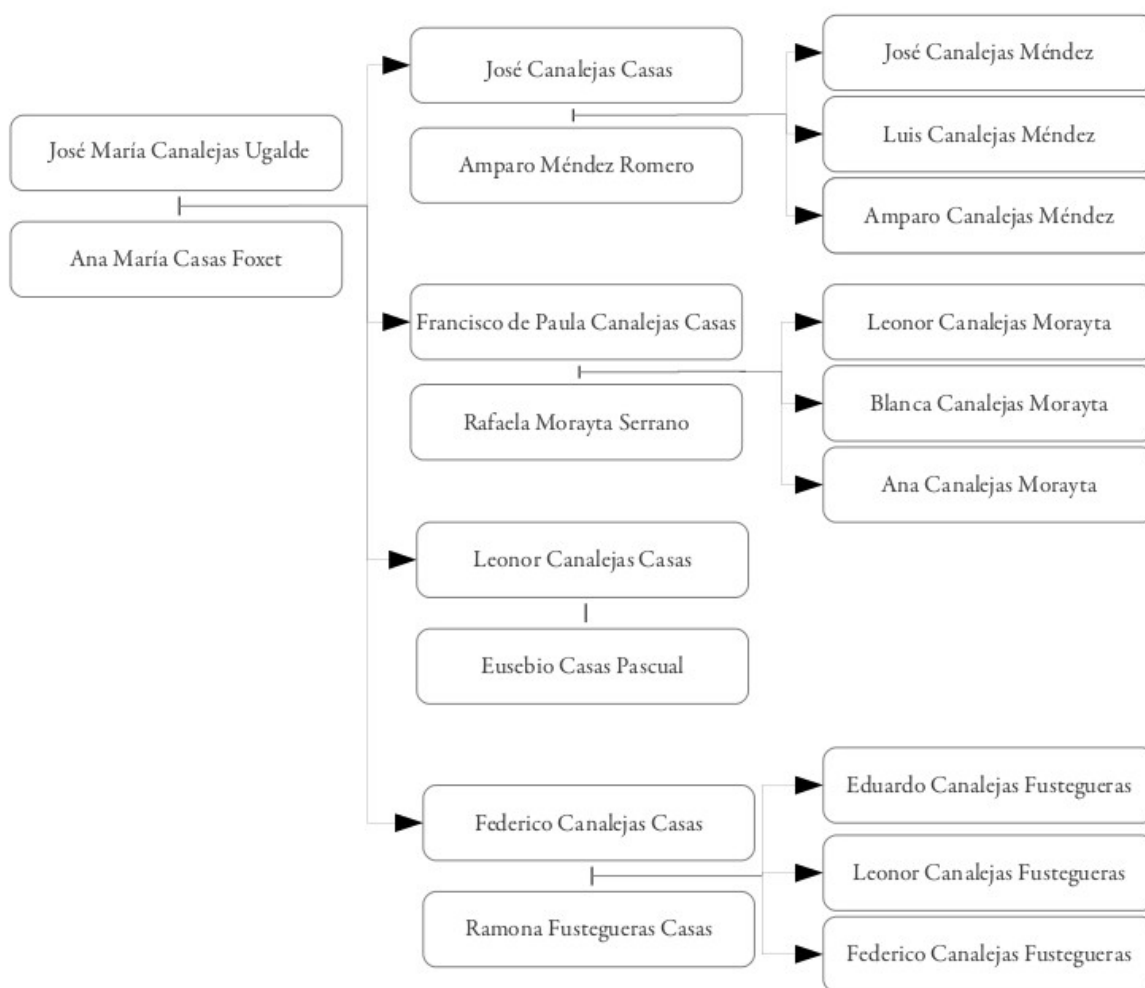 José María Canalejas Ugalde
Ana María Casas Foxet
José Canalejas Casas
Amparo Méndez Romero
José Canalejas Méndez
Luis Canalejas Méndez
Amparo Canalejas Méndez
Francisco de Paula Canalejas Casas
Rafaela Morayta Serrano
Leonor Canalejas Morayta
Blanca Canalejas Morayta
Ana Canalejas Morayta
Leonor Canalejas Casas
Eusebio Casas Pascual
Federico Canalejas Casas
Ramona Fustegueras Casas
Eduardo Canalejas Fustegueras
Leonor Canalejas Fustegueras
Federico Canalejas Fustegueras